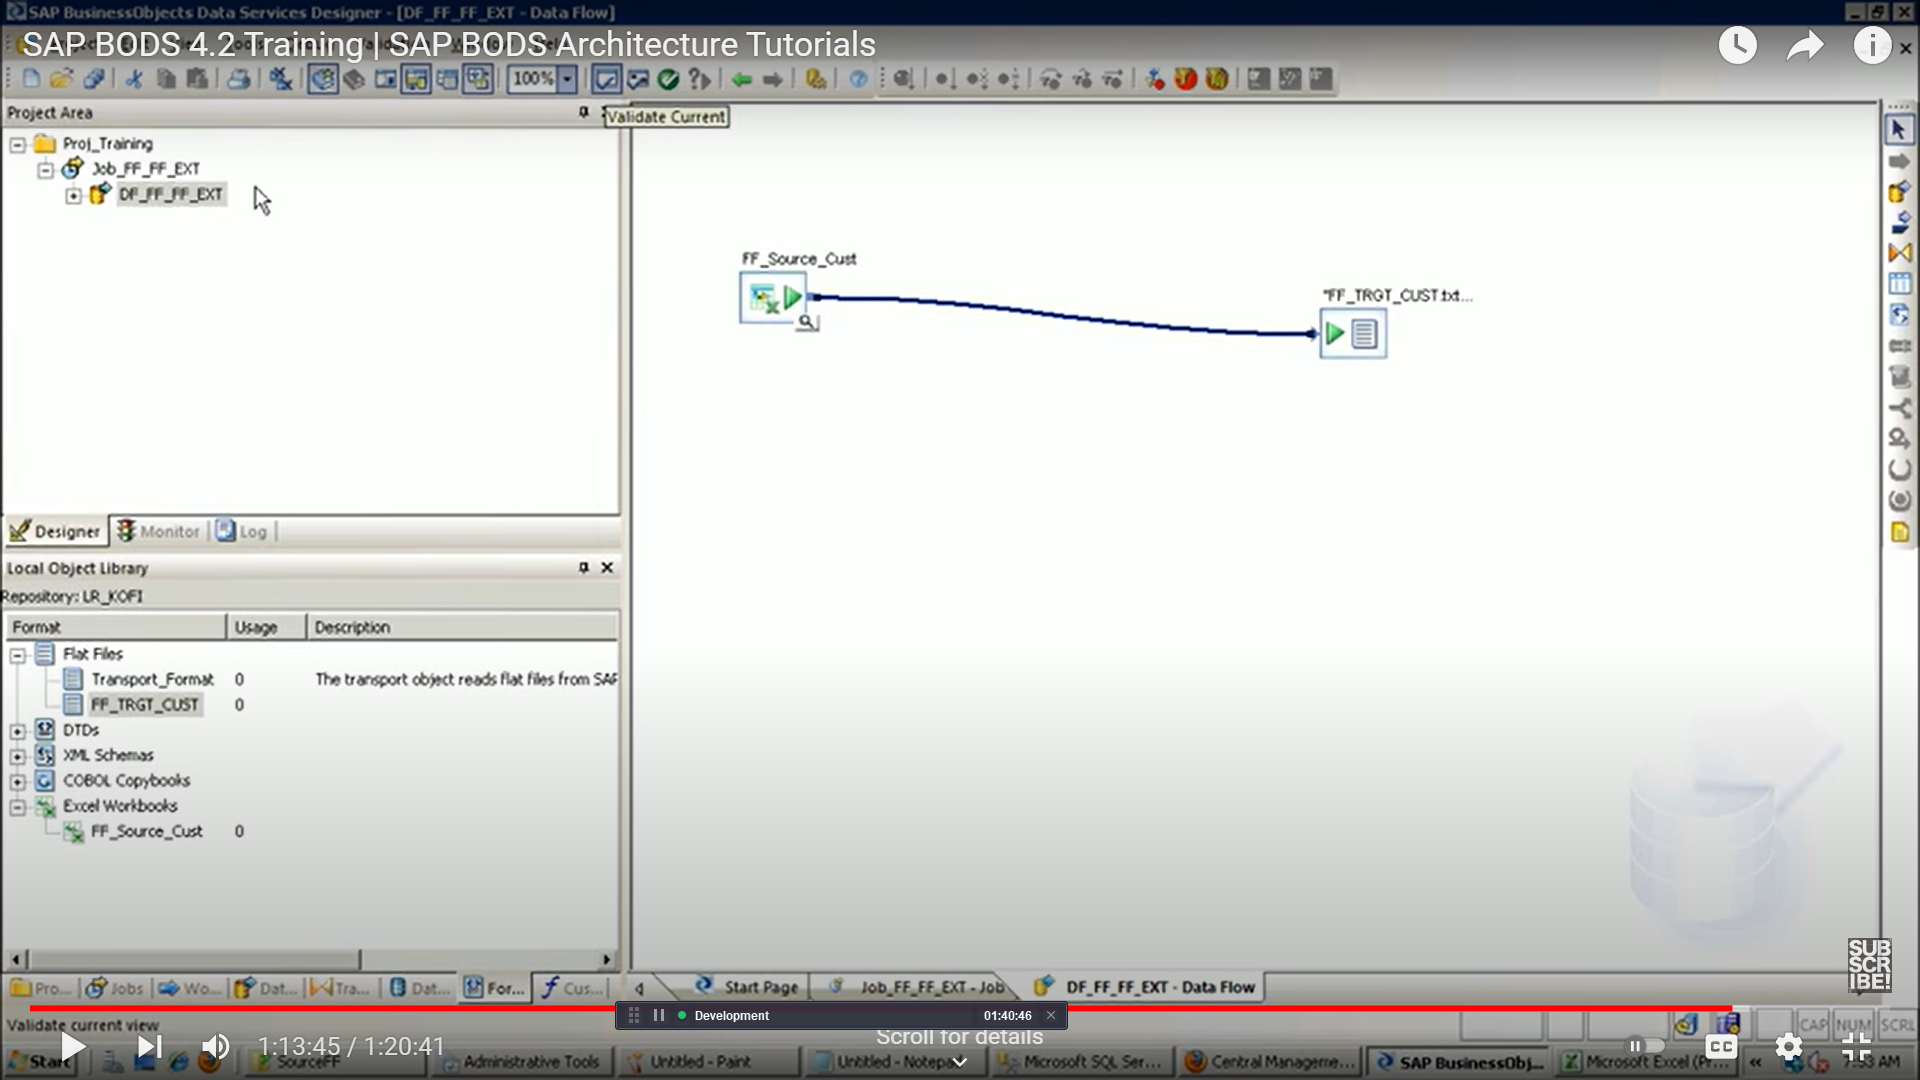 SAP BusinessObjects Data Services Designer - [DF_FF_FF_EXT - Data Flow]
SAP BODS 4.2 Training | SAP BODS Architecture Tutorials
100%
Validate Current
Project Area
Proj_Training
Job_FF_FF_EXT
DF_FF_FF_EXT
FF_Source_Cust
"FF_TRGT_CUST.txt...
Designer Monitor Log
Local Object Library
Repository: LR_KOFI
Format Usage Description
Flat Files
Transport_Format 0 The transport object reads flat files from SAP
FF_TRGT_CUST 0
DTDs
XML Schemas
COBOL Copybooks
Excel Workbooks
FF_Source_Cust 0
SUB
SCR
IBE!
Pro... Jobs Wo... Dat... Tra... Dat... For... Cus... Start Page Job_FF_FF_EXT - Job DF_FF_FF_EXT - Data Flow
Development 01:40:46
Validate current view CAP NUM SCRL
Scroll for details
1:13:45 / 1:20:41
Start SourceFF Administrative Tools Untitled - Paint Untitled - Notepad Microsoft SQL Ser... Central Manageme... SAP BusinessObj... Microsoft Excel (Pr... CC 7:53 AM